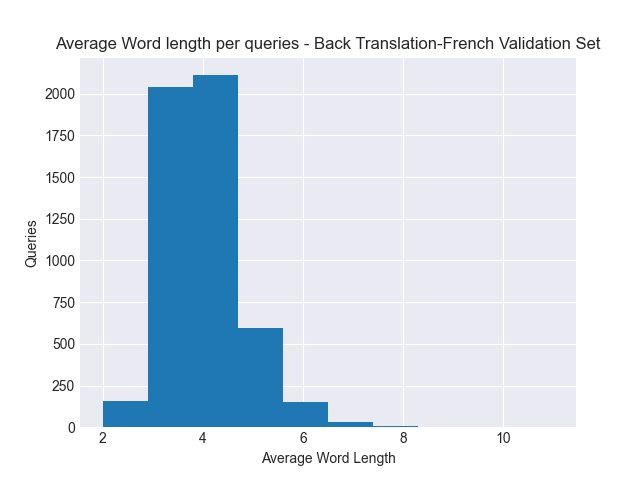 Average Word length per queries - Back Translation-French Validation Set
2000
1750
1500
1250
1000
750
500
250
0
Queries
2 4 6 8 10
Average Word Length